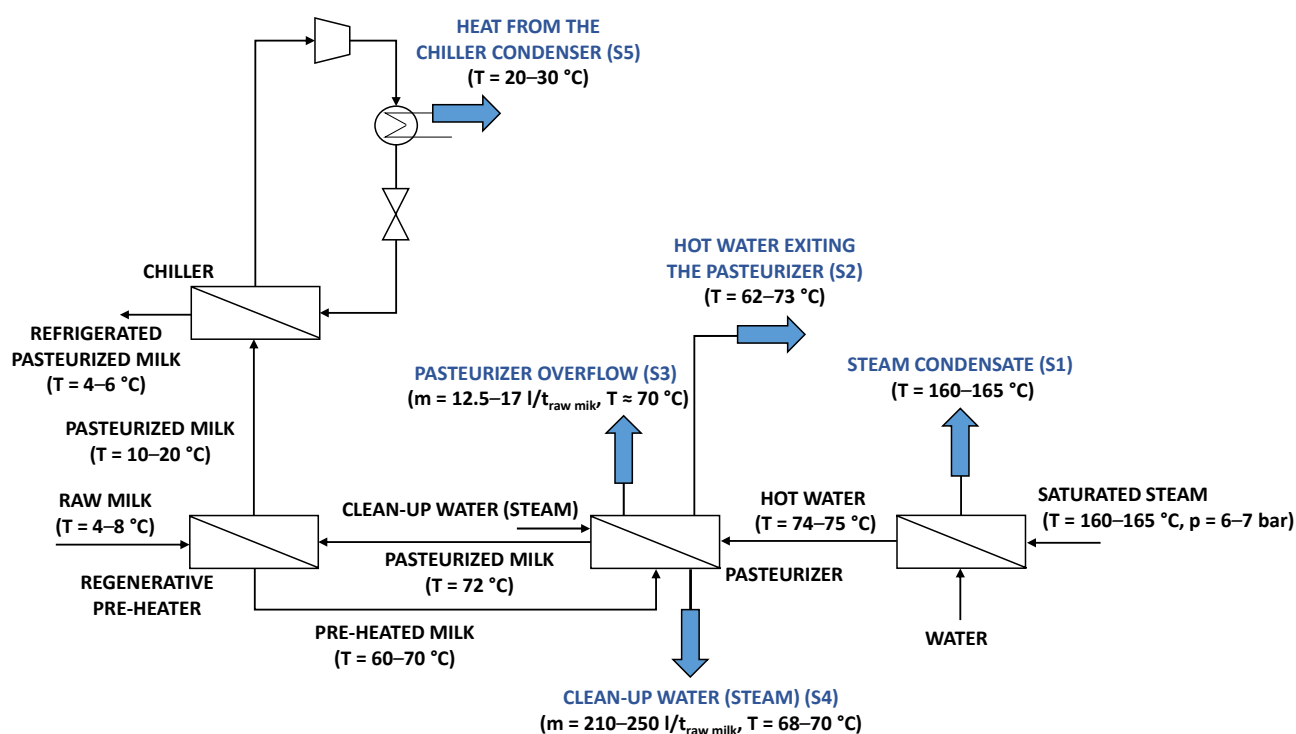 HEAT FROM THE
CHILLER CONDENSER (S5)
(T = 20–30 °C)
HOT WATER EXITING
THE PASTEURIZER (S2)
(T = 62–73 °C)
CHILLER
REFRIGERATED
PASTEURIZED MILK
(T = 4–6 °C)
PASTEURIZER OVERFLOW (S3)
(m = 12.5–17 l/t_raw mik, T ≈ 70 °C)
STEAM CONDENSATE (S1)
(T = 160–165 °C)
PASTEURIZED MILK
(T = 10–20 °C)
RAW MILK
(T = 4–8 °C)
CLEAN-UP WATER (STEAM)
HOT WATER
(T = 74–75 °C)
SATURATED STEAM
(T = 160–165 °C, p = 6–7 bar)
PASTEURIZED MILK
(T = 72 °C)
PASTEURIZER
REGENERATIVE
PRE-HEATER
PRE-HEATED MILK
(T = 60–70 °C)
WATER
CLEAN-UP WATER (STEAM) (S4)
(m = 210–250 l/t_raw milk, T = 68–70 °C)